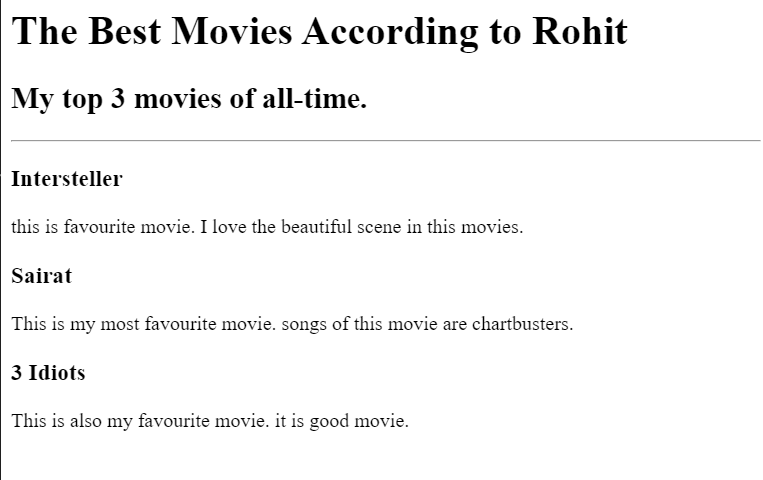 The Best Movies According to Rohit
My top 3 movies of all-time.
Intersteller
this is favourite movie. I love the beautiful scene in this movies.
Sairat
This is my most favourite movie. songs of this movie are chartbusters.
3 Idiots
This is also my favourite movie. it is good movie.